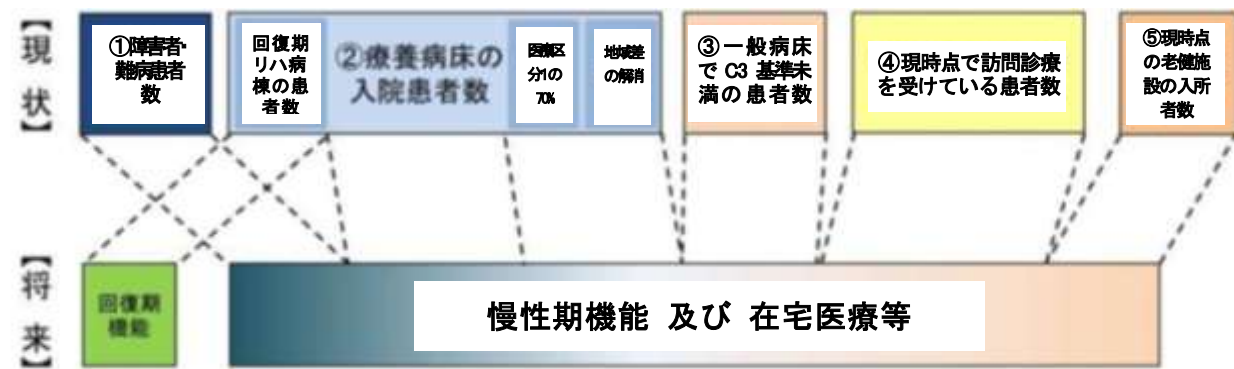 【現状】
①障害者・
難病患者
数
回復期
リハ病
棟の患
者数
②療養病床の
入院患者数
医療区
分1の
70%
地域差
の解消
③一般病床
で C3 基準未
満の患者数
④現時点で訪問診療
を受けている患者数
⑤現時点
の老健施
設の入所
者数
【将来】
回復期
機能
慢性期機能 及び 在宅医療等